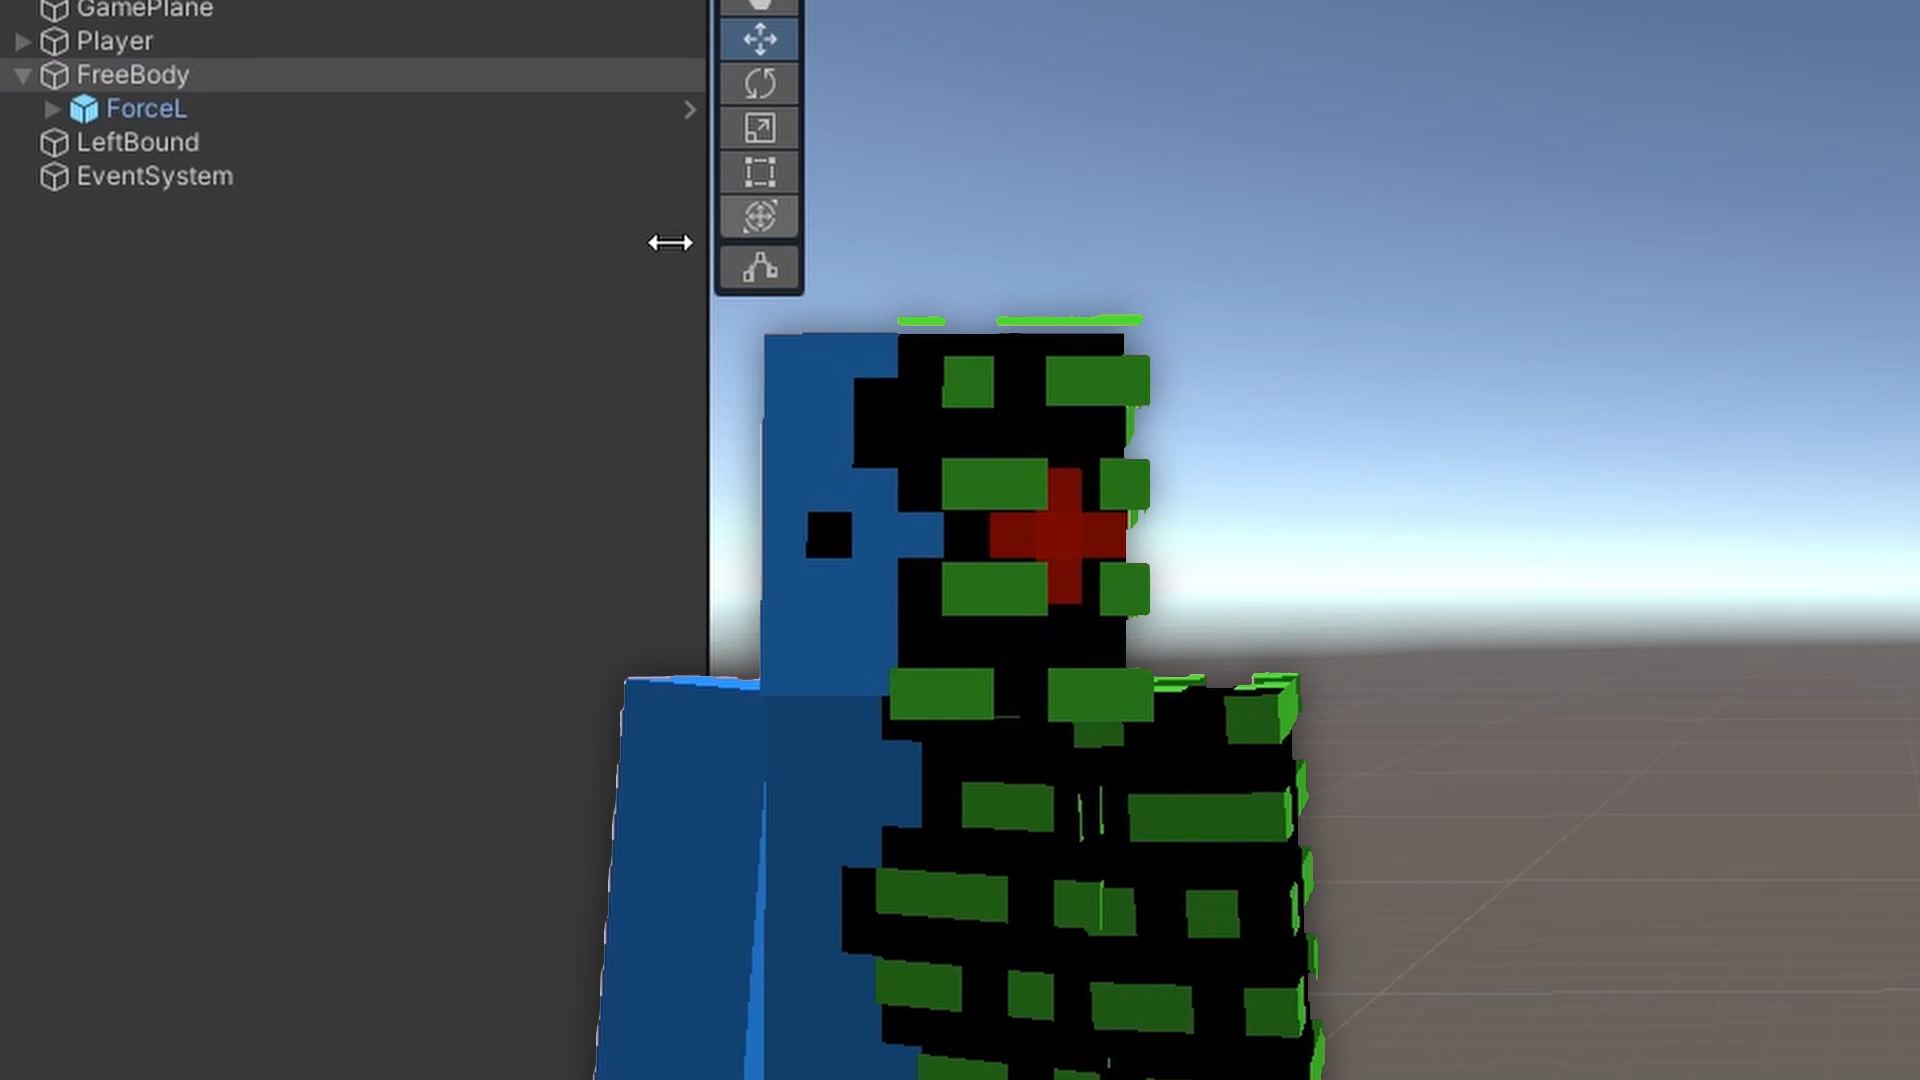 GamePlane
Player
FreeBody
ForceL
LeftBound
EventSystem